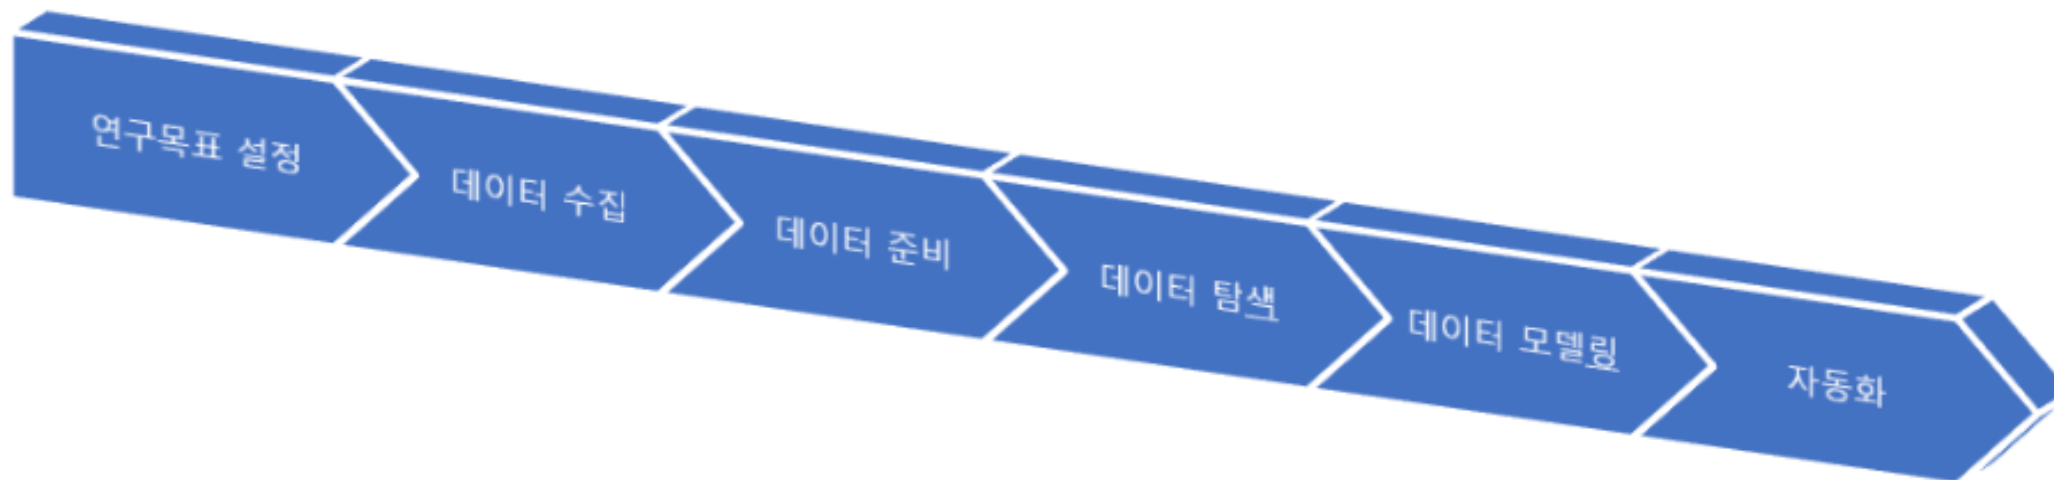 연구목표 설정
데이터 수집
데이터 준비
데이터 탐색
데이터 모델링
자동화